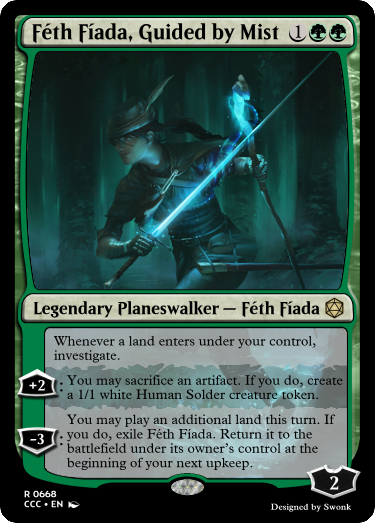 Féth Fíada, Guided by Mist 1
Legendary Planeswalker — Féth Fíada
Whenever a land enters under your control,
investigate.
+2: You may sacrifice an artifact. If you do, create
a 1/1 white Human Solder creature token.
-3: You may play an additional land this turn. If
you do, exile Féth Fíada. Return it to the
battlefield under its owner's control at the
beginning of your next upkeep.
2
R 0668
CCC • EN
Designed by Swonk